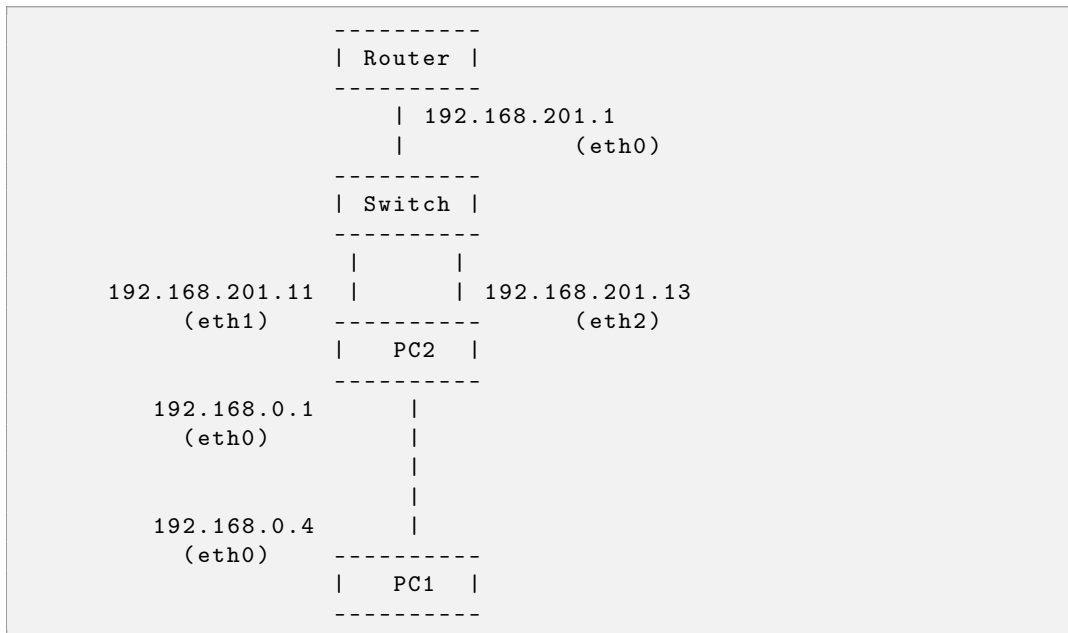 ----------
| Router |
----------
| 192.168.201.1
| (eth0)
----------
| Switch |
----------
| |
192.168.201.11 | | 192.168.201.13
(eth1) ---------- (eth2)
| PC2 |
----------
192.168.0.1 |
(eth0) |
|
|
192.168.0.4 |
(eth0) ----------
| PC1 |
----------